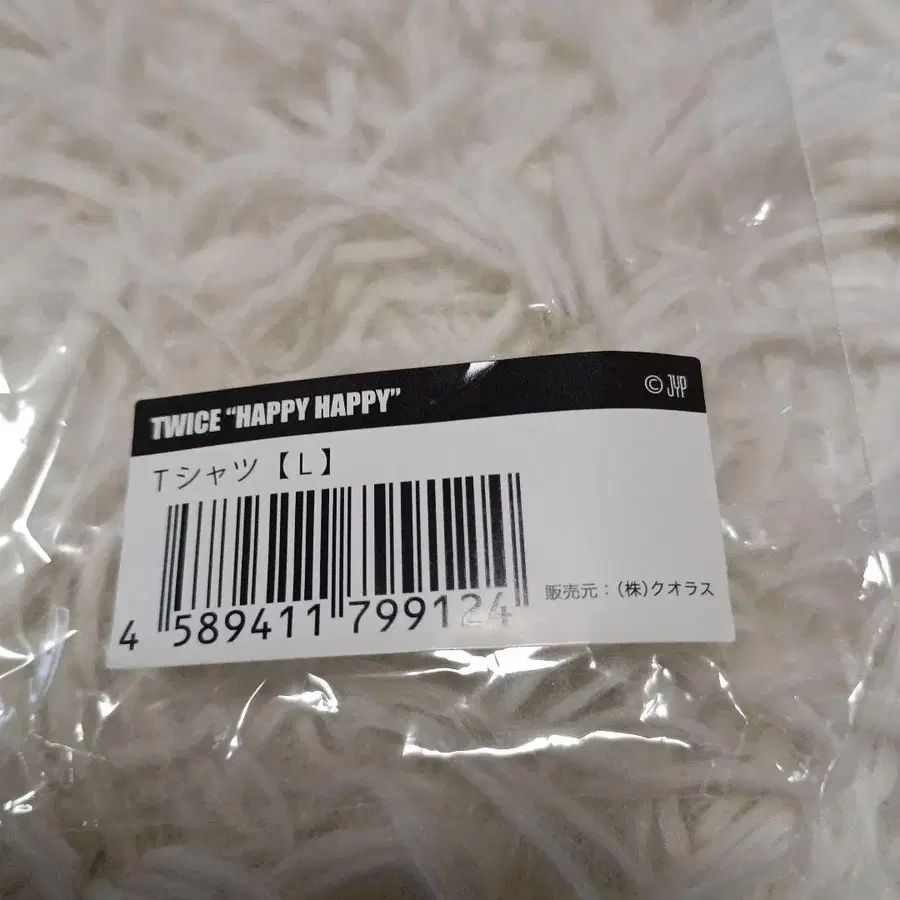 TWICE “HAPPY HAPPY”
© JYP
Tシャツ【L】
4 589411 799124
販売元：(株)クオラス